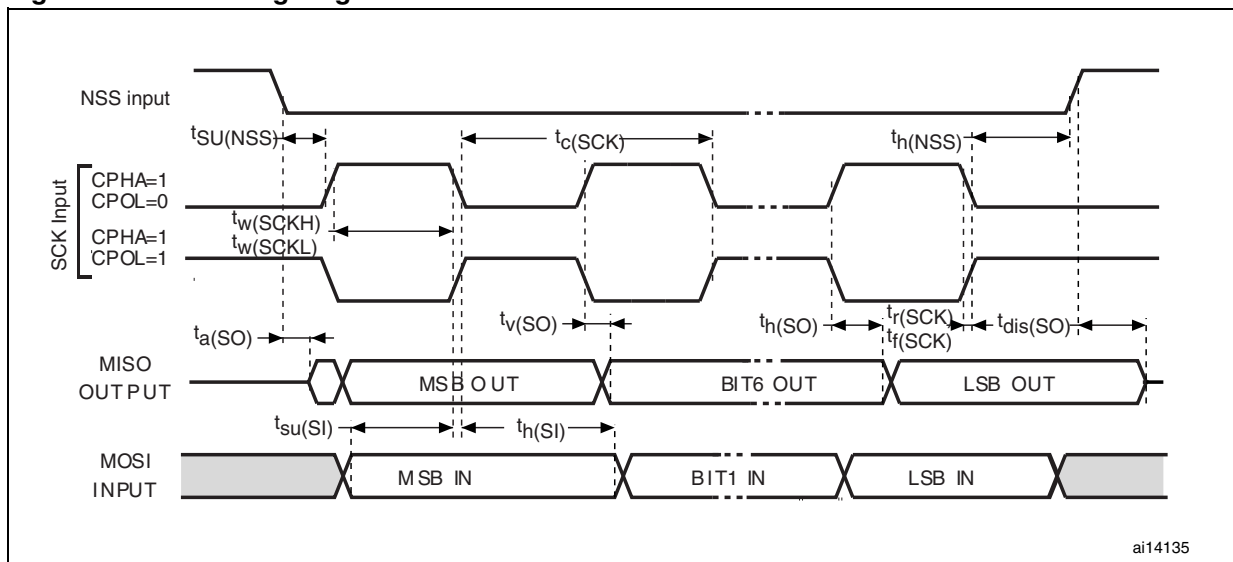 NSS input
tSU(NSS)
tc(SCK)
th(NSS)
SCK Input
CPHA=1
CPOL=0
tw(SCKH)
CPHA=1
tw(SCKL)
CPOL=1
ta(SO)
tv(SO)
th(SO)
tr(SCK)
tf(SCK)
tdis(SO)
MISO
OUTPUT
MSB OUT
BIT6 OUT
LSB OUT
tsu(SI)
th(SI)
MOSI
INPUT
MSB IN
BIT1 IN
LSB IN
ai14135